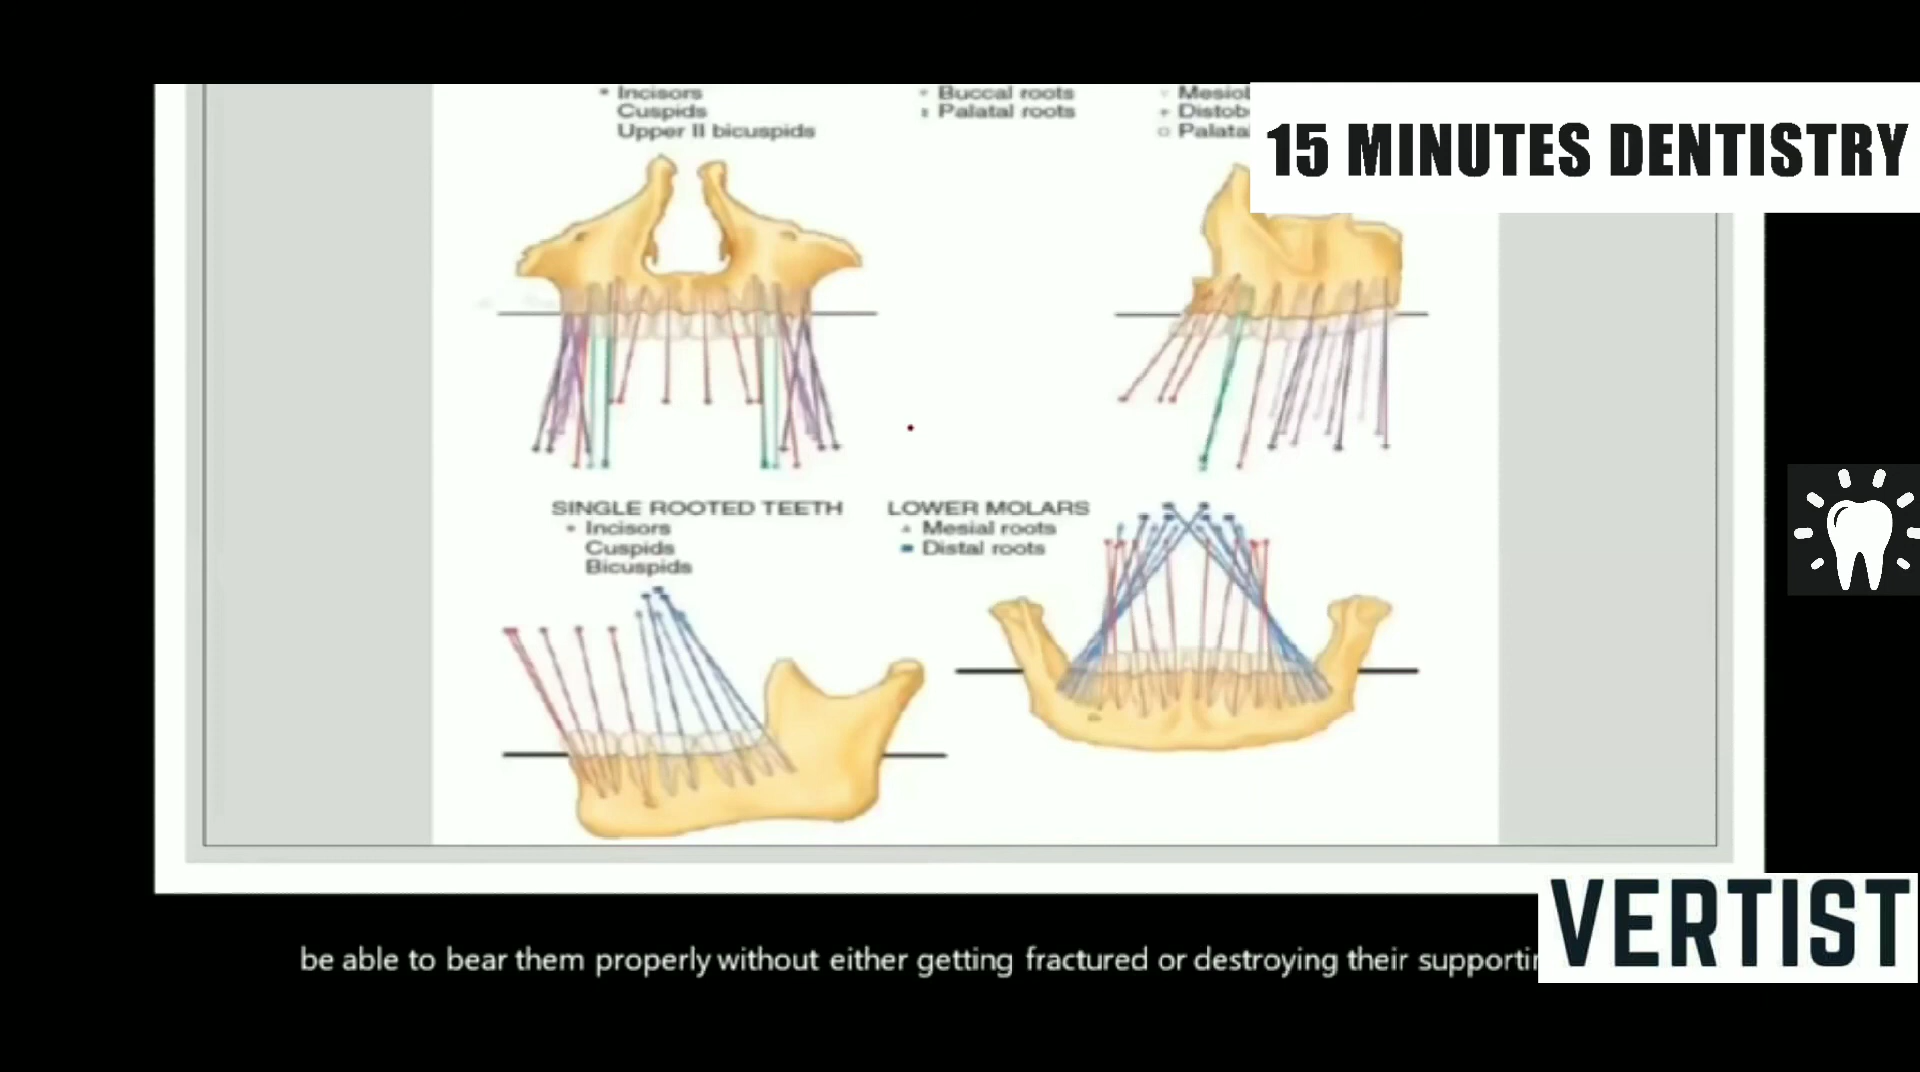 Incisors
Cuspids
Upper II bicuspids
Buccal roots
Palatal roots
15 MINUTES DENTISTRY
SINGLE ROOTED TEETH
Incisors
Cuspids
Bicuspids
LOWER MOLARS
Mesial roots
Distal roots
be able to bear them properly without either getting fractured or destroying their
VERTIST